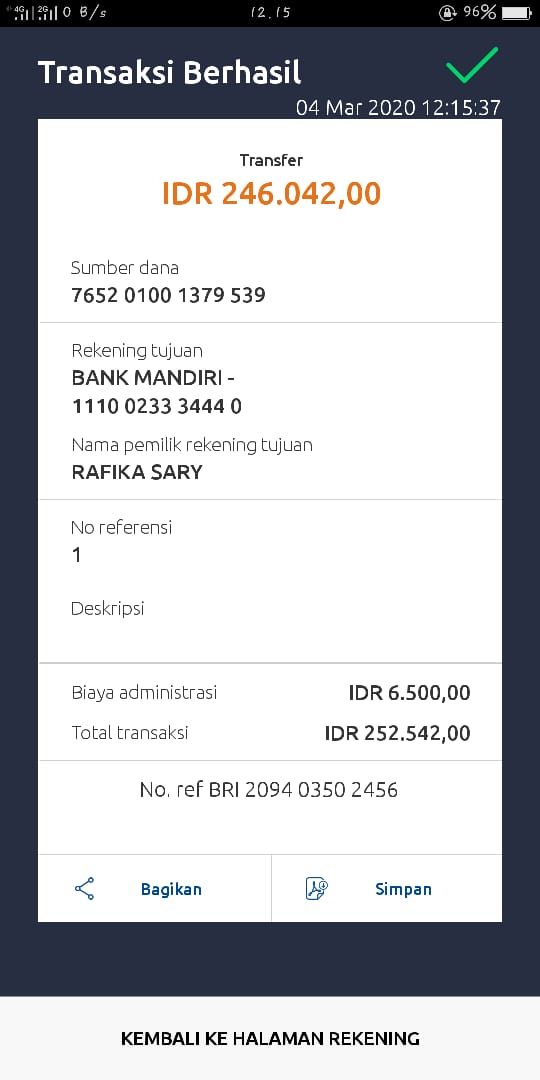 4G 2G 0 B/s 12.15 96%
Transaksi Berhasil
04 Mar 2020 12:15:37
Transfer
IDR 246.042,00
Sumber dana
7652 0100 1379 539
Rekening tujuan
BANK MANDIRI -
1110 0233 3444 0
Nama pemilik rekening tujuan
RAFIKA SARY
No referensi
1
Deskripsi
Biaya administrasi IDR 6.500,00
Total transaksi IDR 252.542,00
No. ref BRI 2094 0350 2456
Bagikan Simpan
KEMBALI KE HALAMAN REKENING